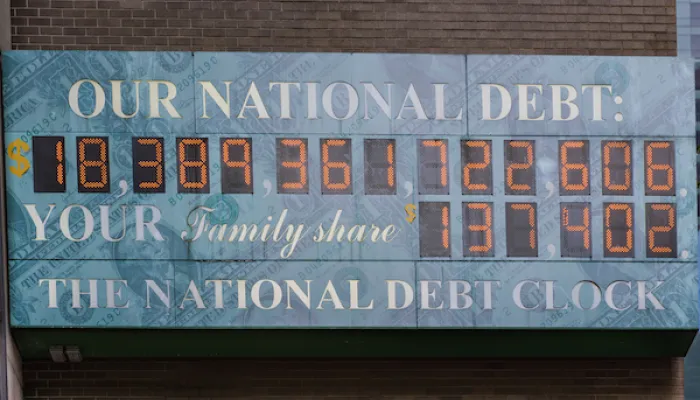 OUR NATIONAL DEBT:
$18,389,361,722,606.
YOUR Family share $137,402.
THE NATIONAL DEBT CLOCK